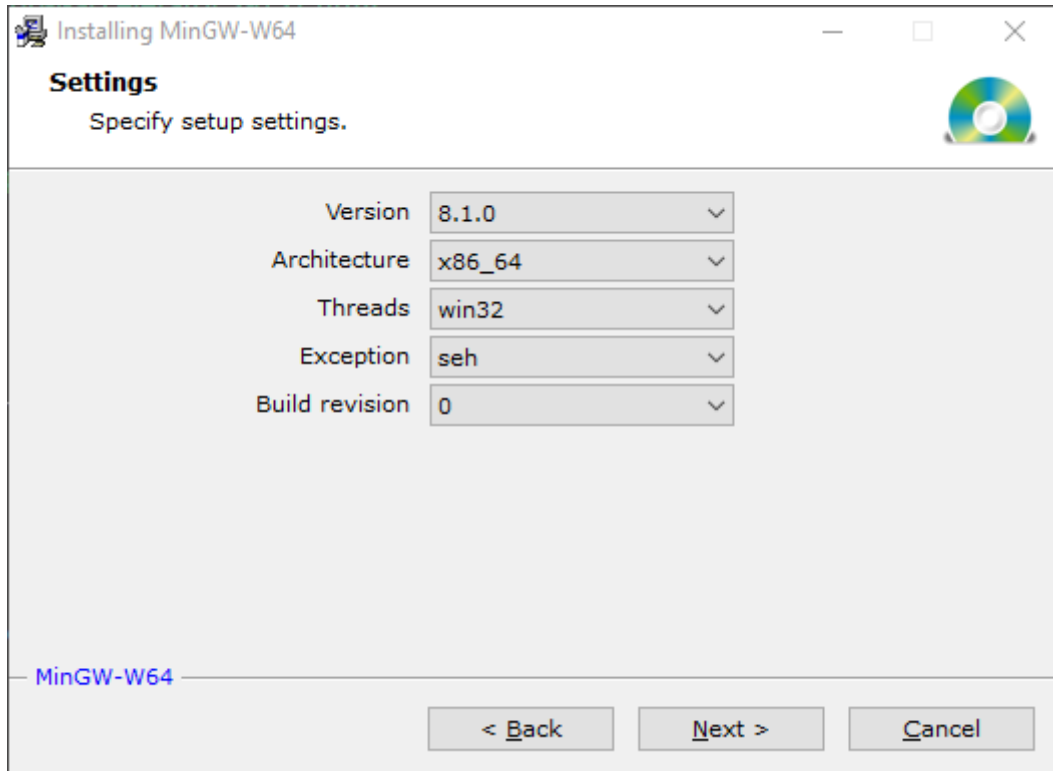 Installing MinGW-W64
Settings
Specify setup settings.
Version 8.1.0
Architecture x86_64
Threads win32
Exception seh
Build revision 0
MinGW-W64
< Back Next > Cancel